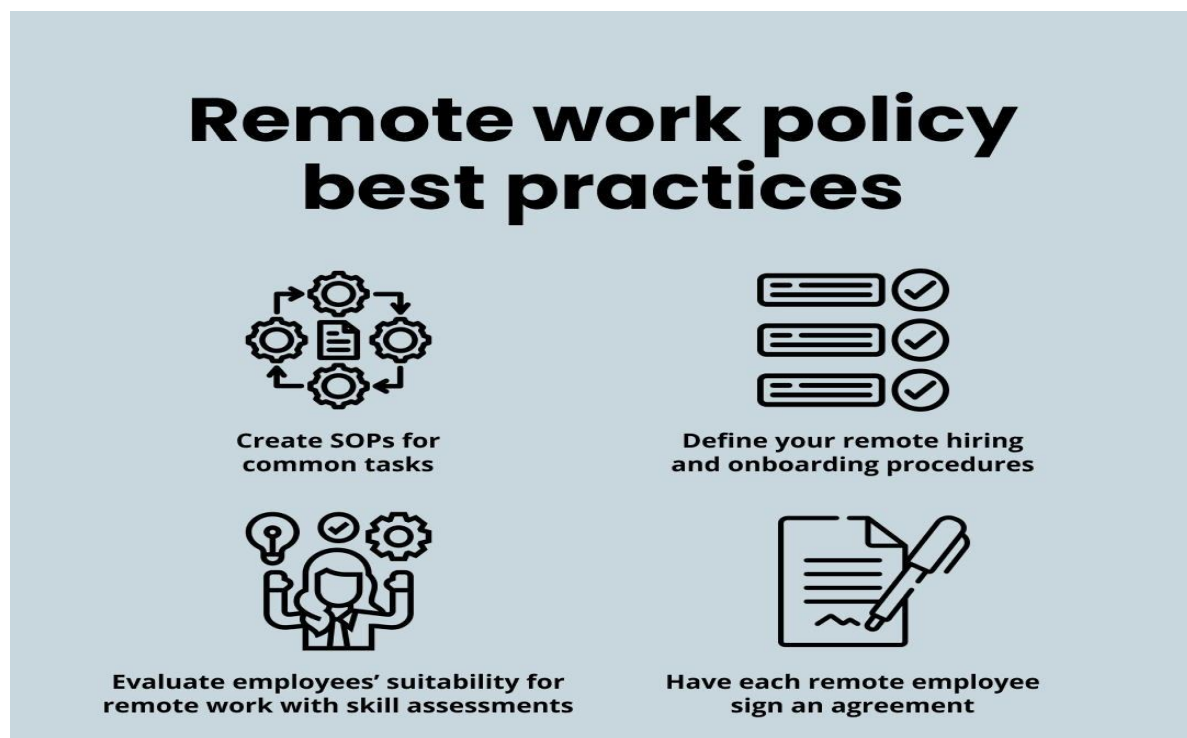 Remote work policy
best practices
Create SOPs for
common tasks
Define your remote hiring
and onboarding procedures
Evaluate employees’ suitability for
remote work with skill assessments
Have each remote employee
sign an agreement